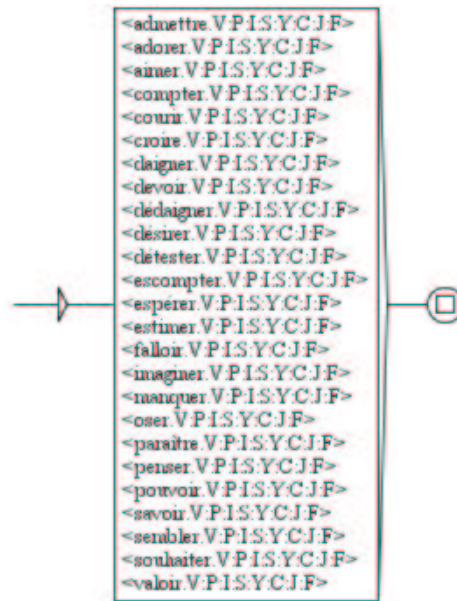 <admettre.V:P:I:S:Y:C:J:F>
<adorer.V:P:I:S:Y:C:J:F>
<aimer.V:P:I:S:Y:C:J:F>
<compter.V:P:I:S:Y:C:J:F>
<courir.V:P:I:S:Y:C:J:F>
<croire.V:P:I:S:Y:C:J:F>
<daigner.V:P:I:S:Y:C:J:F>
<devoir.V:P:I:S:Y:C:J:F>
<dédaigner.V:P:I:S:Y:C:J:F>
<désirer.V:P:I:S:Y:C:J:F>
<détester.V:P:I:S:Y:C:J:F>
<escompter.V:P:I:S:Y:C:J:F>
<espérer.V:P:I:S:Y:C:J:F>
<estimer.V:P:I:S:Y:C:J:F>
<falloir.V:P:I:S:Y:C:J:F>
<imaginer.V:P:I:S:Y:C:J:F>
<manquer.V:P:I:S:Y:C:J:F>
<oser.V:P:I:S:Y:C:J:F>
<paraître.V:P:I:S:Y:C:J:F>
<penser.V:P:I:S:Y:C:J:F>
<pouvoir.V:P:I:S:Y:C:J:F>
<savoir.V:P:I:S:Y:C:J:F>
<sembler.V:P:I:S:Y:C:J:F>
<souhaiter.V:P:I:S:Y:C:J:F>
<valoir.V:P:I:S:Y:C:J:F>